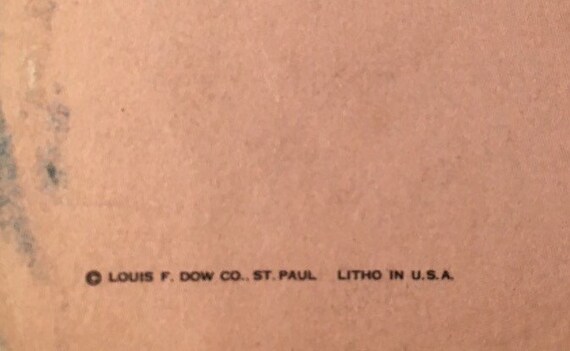 © LOUIS F. DOW CO., ST. PAUL LITHO IN U.S.A.